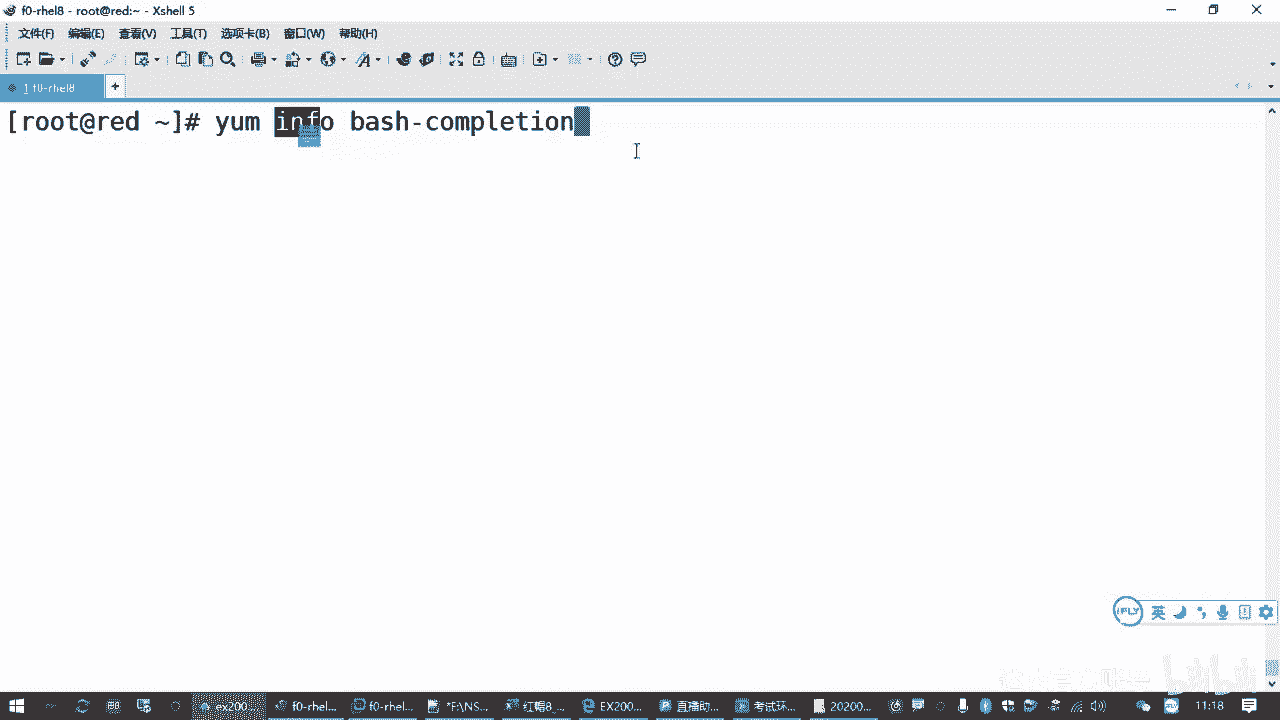 f0-rhel8 - root@red:~ - Xshell 5
文件(F) 编辑(E) 查看(V) 工具(T) 选项卡(B) 窗口(W) 帮助(H)
1 f0-rhel8 +
[root@red ~]# yum info bash-completion
iFLY 英
ex200... f0-rhel... f0-rhel... *F:\NS... 红帽8_... EX200... 直播助... 考试环... 20200... 11:18
bilibili